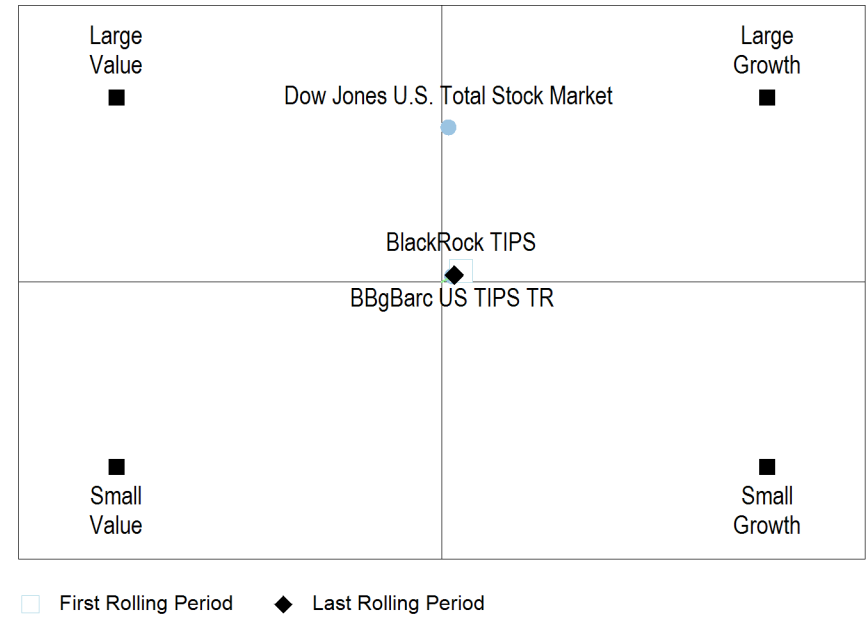 Large
Value
Large
Growth
Dow Jones U.S. Total Stock Market
BlackRock TIPS
BBgBarc US TIPS TR
Small
Value
Small
Growth
First Rolling Period
Last Rolling Period